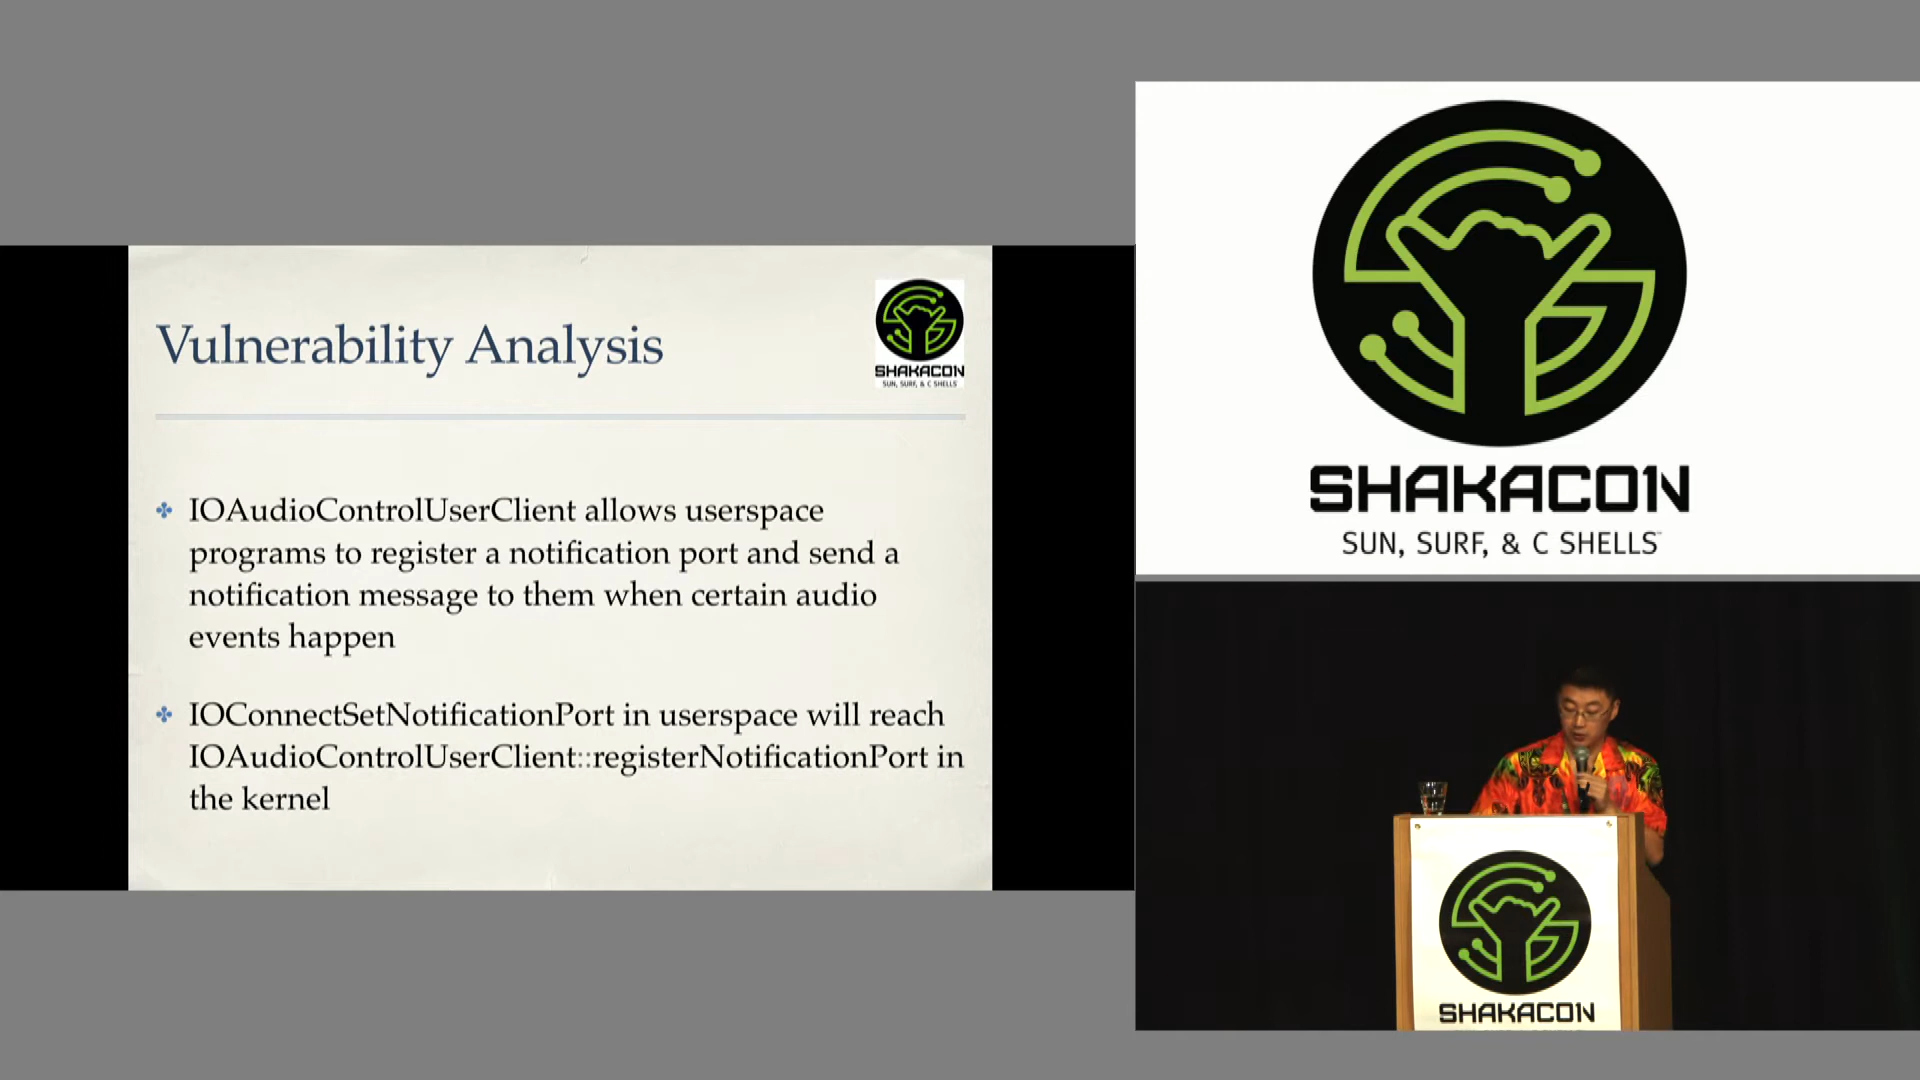 Vulnerability Analysis
SHAKACON
SUN, SURF, & C SHELLS
IOAudioControlUserClient allows userspace
programs to register a notification port and send a
notification message to them when certain audio
events happen
IOConnectSetNotificationPort in userspace will reach
IOAudioControlUserClient::registerNotificationPort in
the kernel
SHAKACON
SUN, SURF, & C SHELLS
SHAKACON